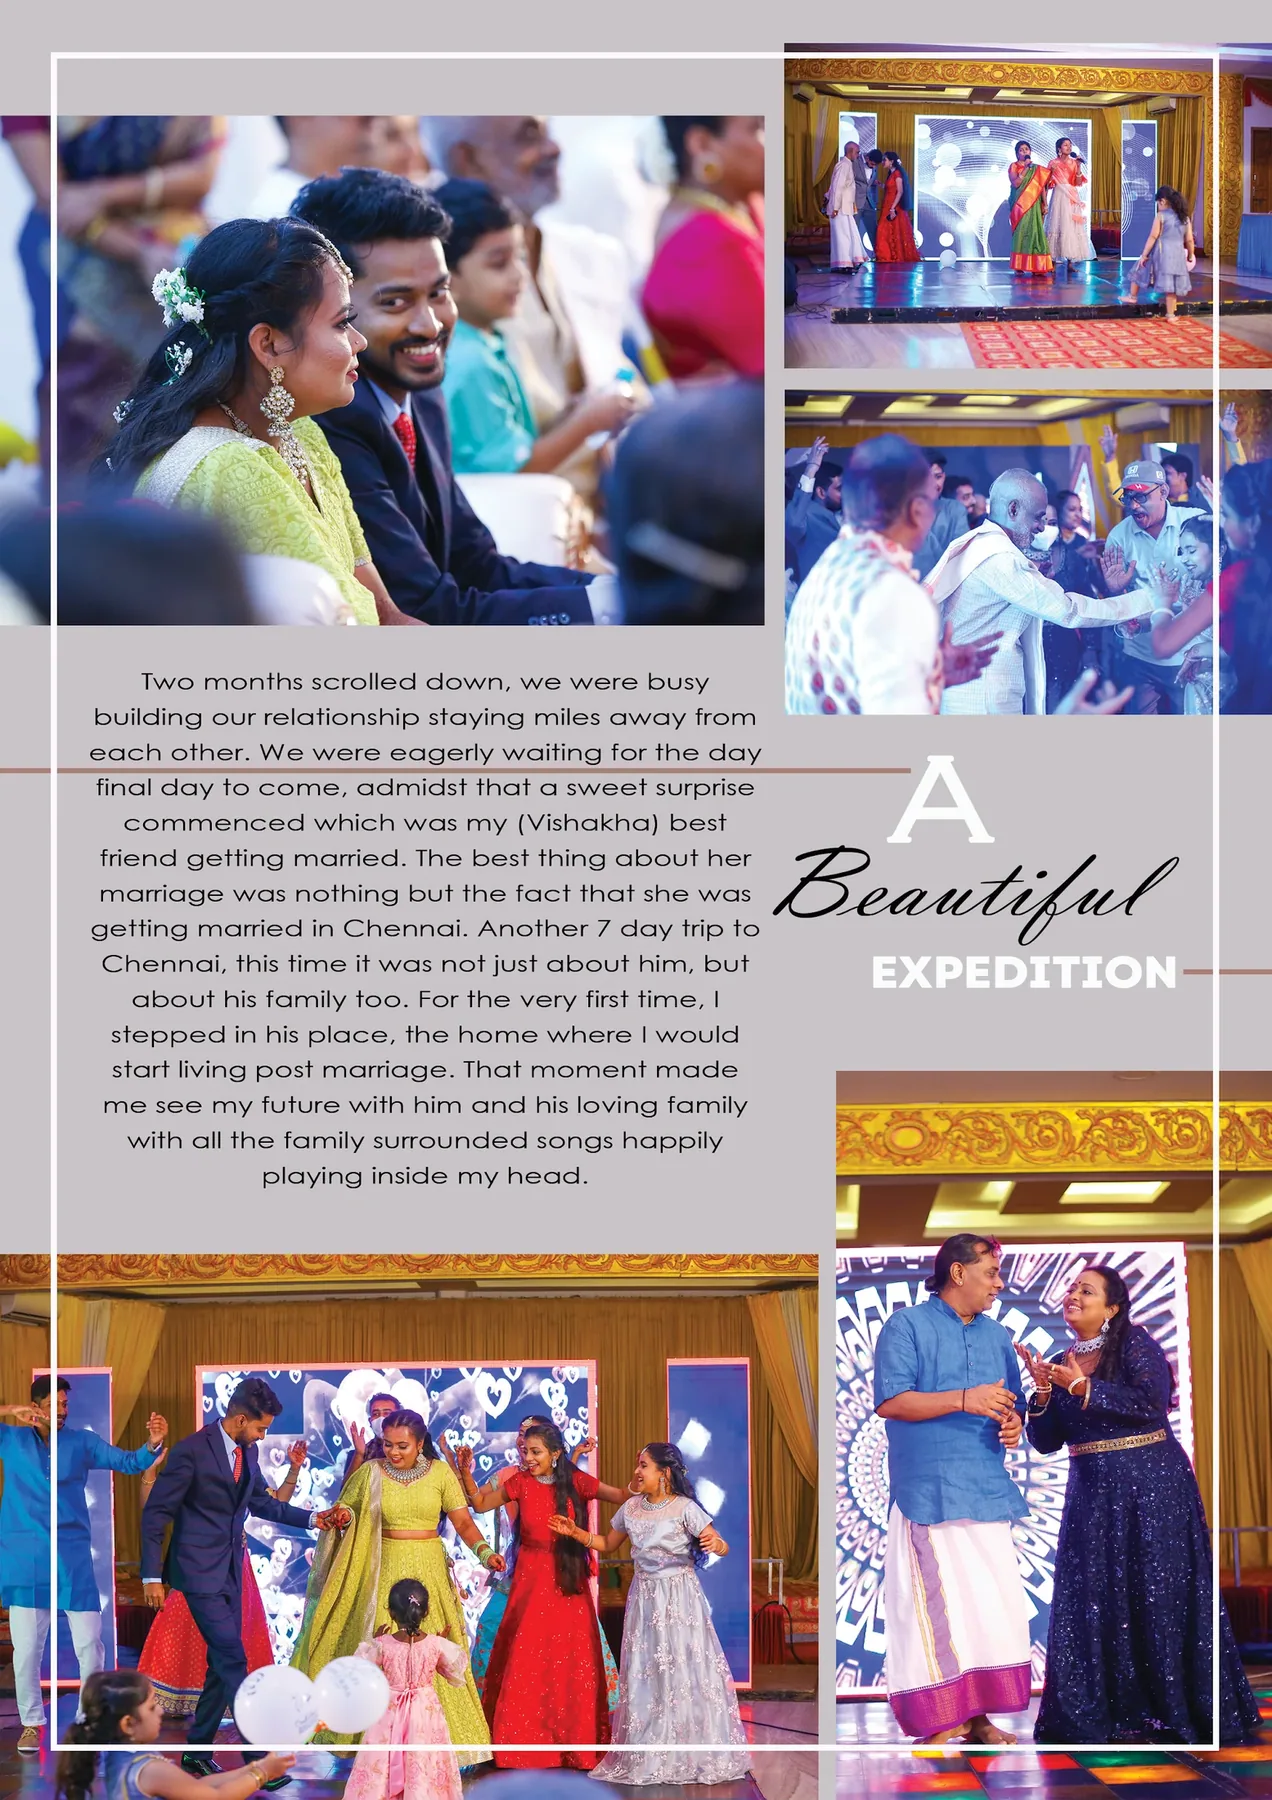 Two months scrolled down, we were busy
building our relationship staying miles away from
each other. We were eagerly waiting for the day
final day to come, admidst that a sweet surprise
commenced which was my (Vishakha) best
friend getting married. The best thing about her
marriage was nothing but the fact that she was
getting married in Chennai. Another 7 day trip to
Chennai, this time it was not just about him, but
about his family too. For the very first time, I
stepped in his place, the home where I would
start living post marriage. That moment made
me see my future with him and his loving family
with all the family surrounded songs happily
playing inside my head.
A
Beautiful
EXPEDITION